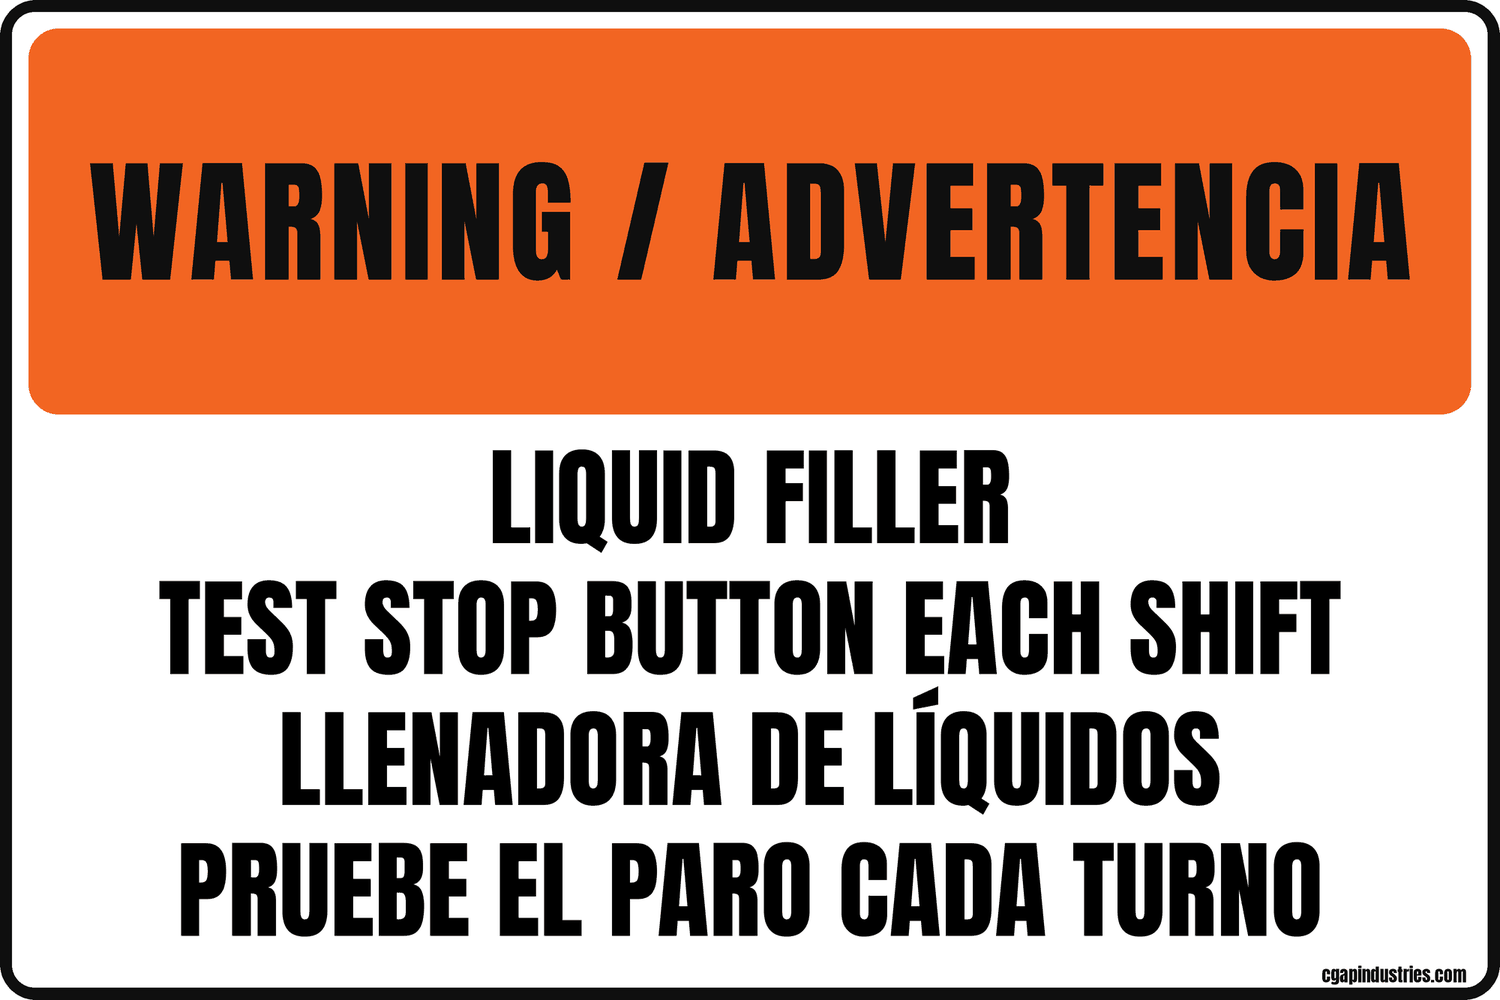 WARNING / ADVERTENCIA
LIQUID FILLER
TEST STOP BUTTON EACH SHIFT
LLENADORA DE LÍQUIDOS
PRUEBE EL PARO CADA TURNO
cgapindustries.com